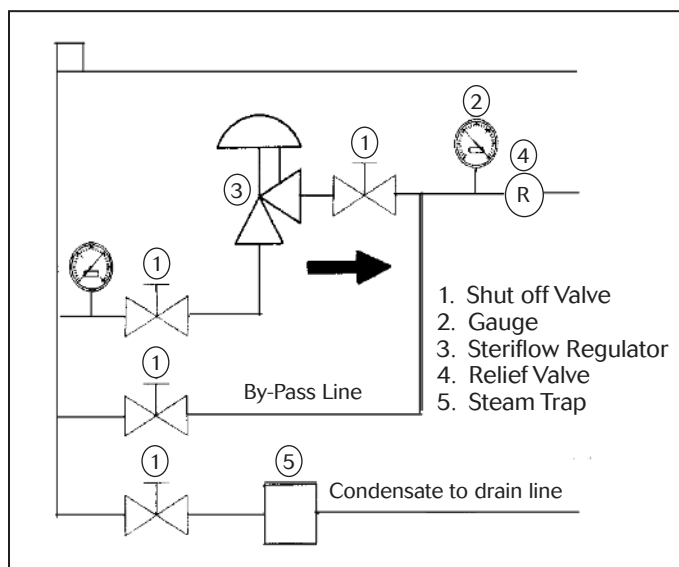 2
1
4
3
R
1
1. Shut off Valve
2. Gauge
3. Steriflow Regulator
4. Relief Valve
5. Steam Trap
1
By-Pass Line
1
5
Condensate to drain line